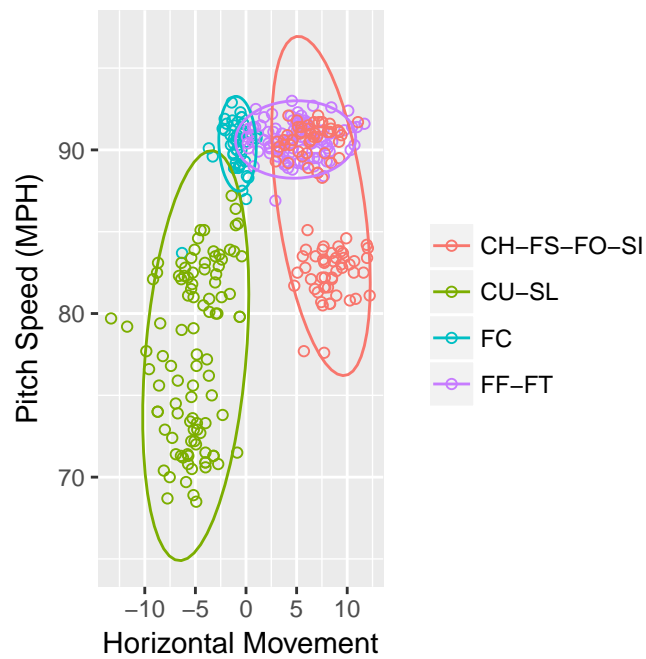 Pitch Speed (MPH)
90
80
70
−10
−5
0
5
10
Horizontal Movement
CH−FS−FO−SI
CU−SL
FC
FF−FT